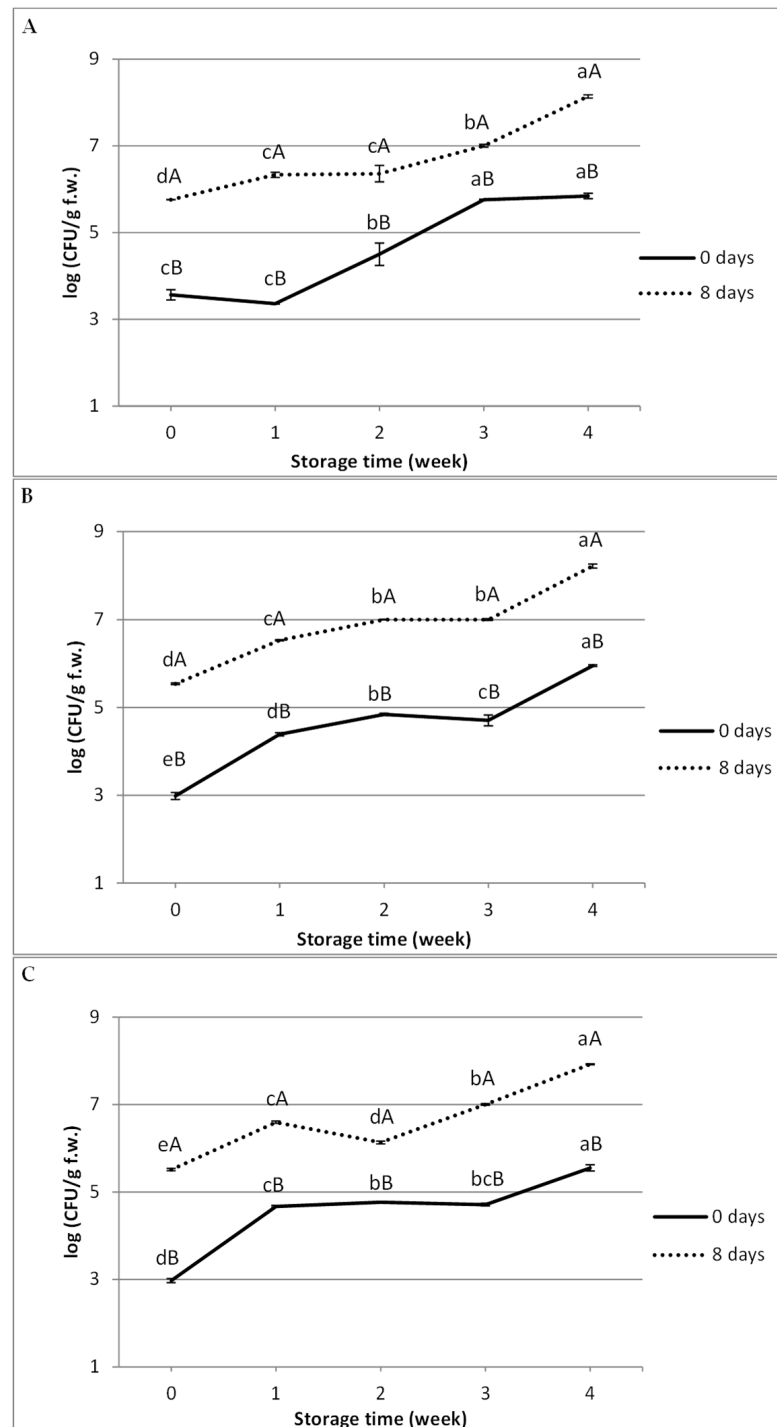 A
9
aA
7
bA
cA
cA
dA
aB
aB
5
bB
cB
cB
3
1
0 1 2 3 4
Storage time (week)
log (CFU/g f.w.)
0 days
8 days
B
9
aA
7
bA
bA
cA
dA
aB
5
bB
cB
dB
eB
3
1
0 1 2 3 4
Storage time (week)
log (CFU/g f.w.)
0 days
8 days
C
9
aA
7
bA
cA
dA
eA
aB
5
cB
bB
bcB
dB
3
1
0 1 2 3 4
Storage time (week)
log (CFU/g f.w.)
0 days
8 days